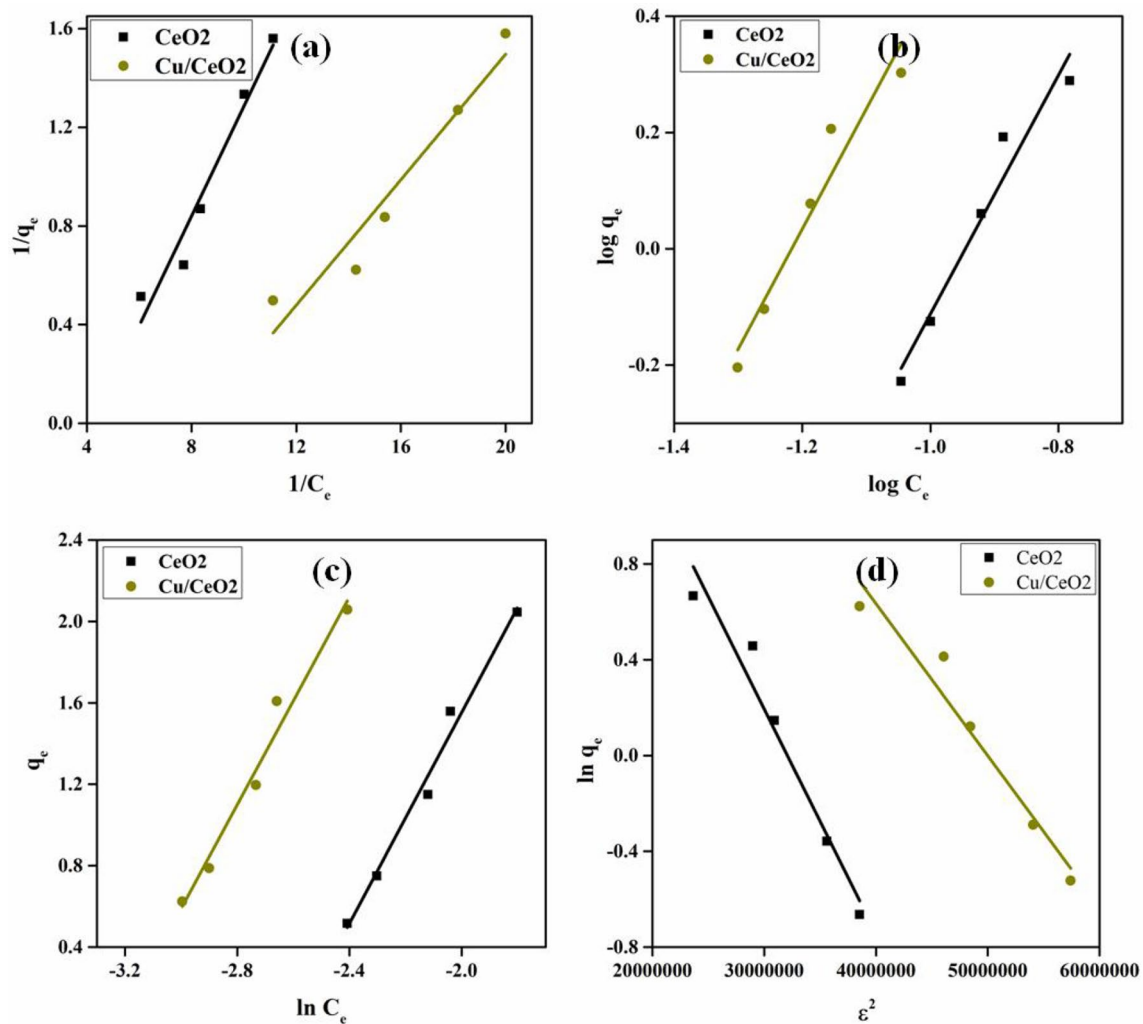 CeO2
Cu/CeO2
(a)
1.6
1.2
0.8
0.4
0.0
1/qe
4 8 12 16 20
1/Ce
CeO2
Cu/CeO2
(b)
0.4
0.2
0.0
-0.2
log qe
-1.4 -1.2 -1.0 -0.8
log Ce
CeO2
Cu/CeO2
(c)
2.4
2.0
1.6
1.2
0.8
0.4
qe
-3.2 -2.8 -2.4 -2.0
ln Ce
CeO2
Cu/CeO2
(d)
0.8
0.4
0.0
-0.4
-0.8
ln qe
20000000 30000000 40000000 50000000 60000000
ε²